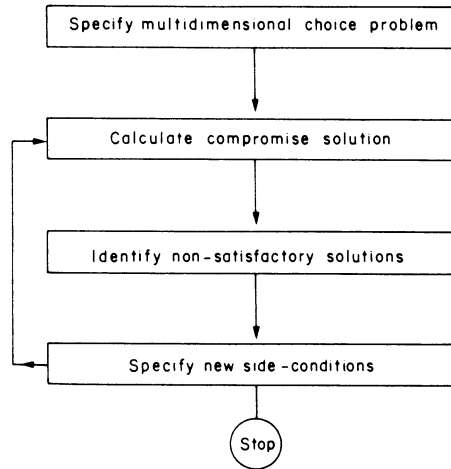 Specify multidimensional choice problem
Calculate compromise solution
Identify non-satisfactory solutions
Specify new side-conditions
Stop